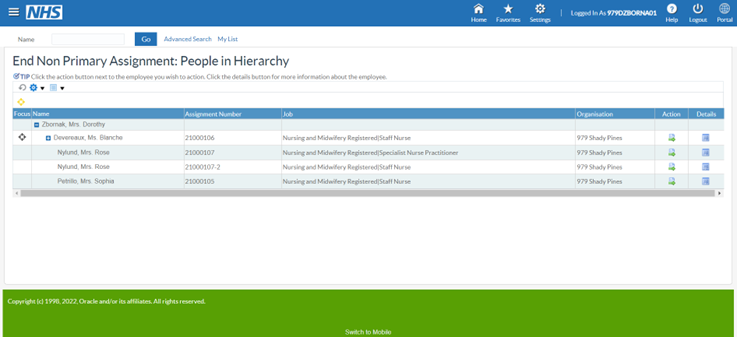 NHS
Home
Favorites
Settings
Logged In As 979DZBORNA01
Help
Logout
Portal
Name
Go
Advanced Search
My List
End Non Primary Assignment: People in Hierarchy
TIP Click the action button next to the employee you wish to action. Click the details button for more information about the employee.
Focus Name Assignment Number Job Organisation Action Details
Zbornak, Mrs. Dorothy
Devereaux, Ms. Blanche 21000106 Nursing and Midwifery Registered|Staff Nurse 979 Shady Pines
Nylund, Mrs. Rose 21000107 Nursing and Midwifery Registered|Specialist Nurse Practitioner 979 Shady Pines
Nylund, Mrs. Rose 21000107-2 Nursing and Midwifery Registered|Staff Nurse 979 Shady Pines
Petrillo, Mrs. Sophia 21000105 Nursing and Midwifery Registered|Staff Nurse 979 Shady Pines
Copyright (c) 1998, 2022, Oracle and/or its affiliates. All rights reserved.
Switch to Mobile